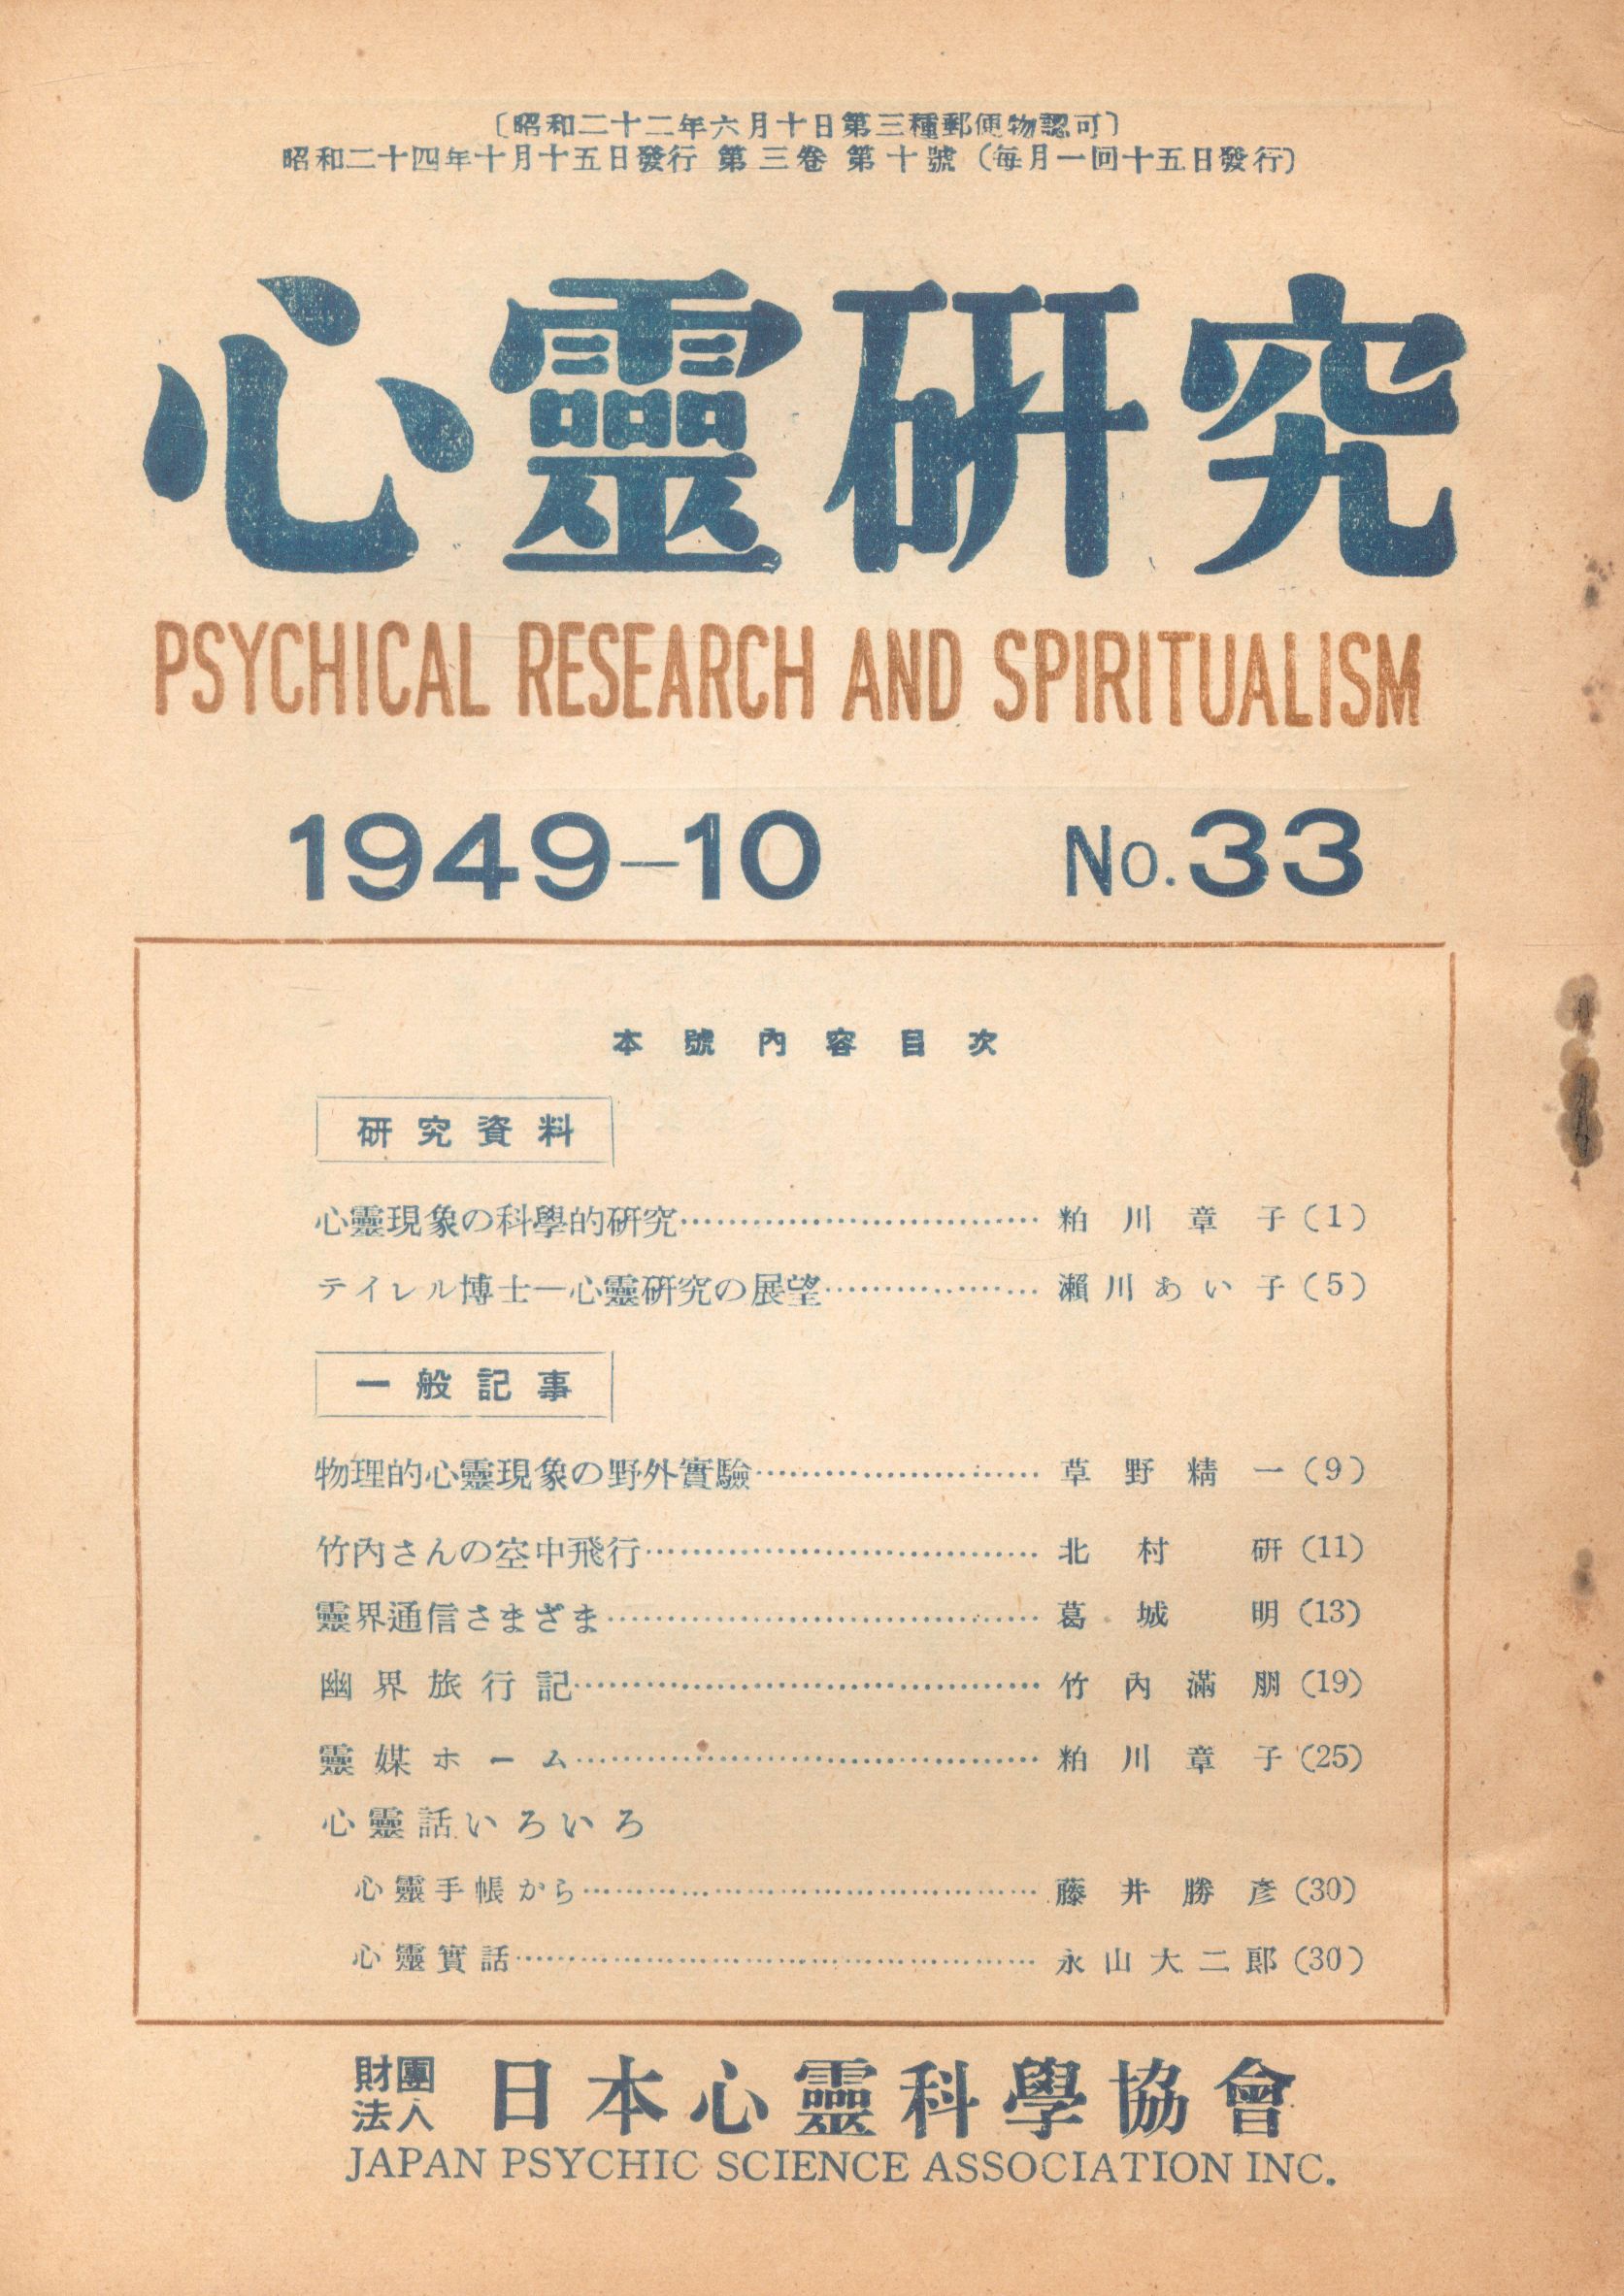 〔昭和二十二年六月十日第三種郵便物認可〕
昭和二十四年十月十五日發行 第三卷 第十號（每月一回十五日發行）
心靈研究
PSYCHICAL RESEARCH AND SPIRITUALISM
1949-10 No.33
本號內容目次
研究資料
心靈現象の科學的研究……………………………粕川章子(1)
テイレル博士―心靈研究の展望………………瀨川あい子(5)
一般記事
物理的心靈現象の野外實驗……………………草野精一(9)
竹內さんの空中飛行……………………………北村研(11)
靈界通信さまざま………………………………葛城明(13)
幽界旅行記………………………………………竹內滿朋(19)
靈媒ホーム………………………………………粕川章子(25)
心靈話いろいろ
心靈手帳から……………………………………藤井勝彥(30)
心靈實話…………………………………………永山大二郎(30)
財團法人 日本心靈科學協會
JAPAN PSYCHIC SCIENCE ASSOCIATION INC.